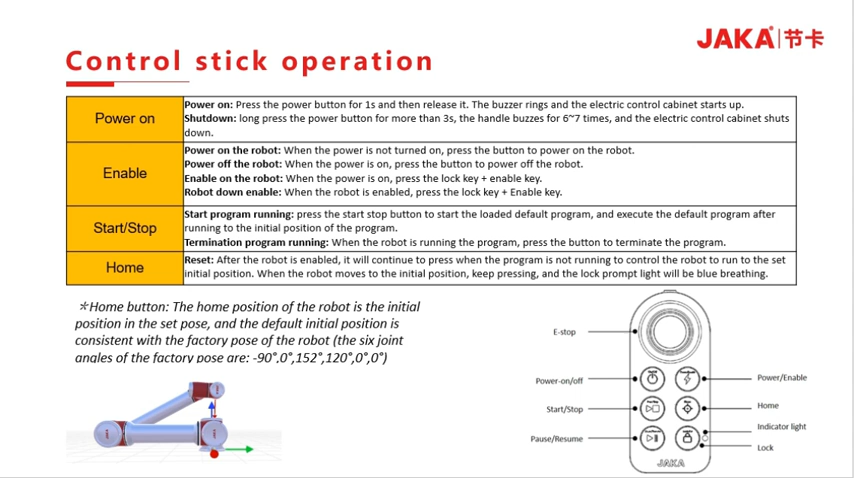 JAKA 节卡
Control stick operation
Power on
Power on: Press the power button for 1s and then release it. The buzzer rings and the electric control cabinet starts up.
Shutdown: long press the power button for more than 3s, the handle buzzes for 6~7 times, and the electric control cabinet shuts
down.
Enable
Power on the robot: When the power is not turned on, press the button to power on the robot.
Power off the robot: When the power is on, press the button to power off the robot.
Enable on the robot: When the power is on, press the lock key + enable key.
Robot down enable: When the robot is enabled, press the lock key + Enable key.
Start/Stop
Start program running: press the start stop button to start the loaded default program, and execute the default program after
running to the initial position of the program.
Termination program running: When the robot is running the program, press the button to terminate the program.
Home
Reset: After the robot is enabled, it will continue to press when the program is not running to control the robot to run to the set
initial position. When the robot moves to the initial position, keep pressing, and the lock prompt light will be blue breathing.
✳Home button: The home position of the robot is the initial
position in the set pose, and the default initial position is
consistent with the factory pose of the robot (the six joint
angles of the factory pose are: -90°,0°,152°,120°,0°,0°)
E-stop
Power-on/off
Power/Enable
Start/Stop
Home
Indicator light
Pause/Resume
Lock
JAKA